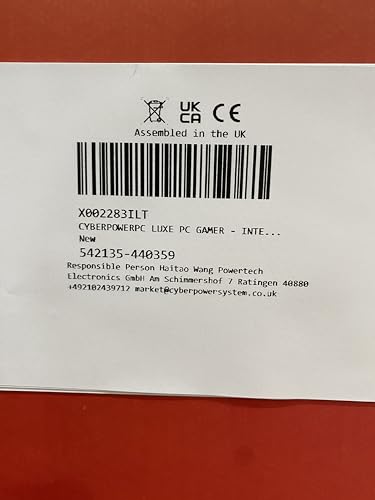 UK
CA CE
Assembled in the UK
X002283ILT
CYBERPOWERPC LUXE PC GAMER - INTE...
New
542135-440359
Responsible Person Haitao Wang Powertech
Electronics GmbH Am Schimmershof 7 Ratingen 40880
+492102439712 market@cyberpowersystem.co.uk